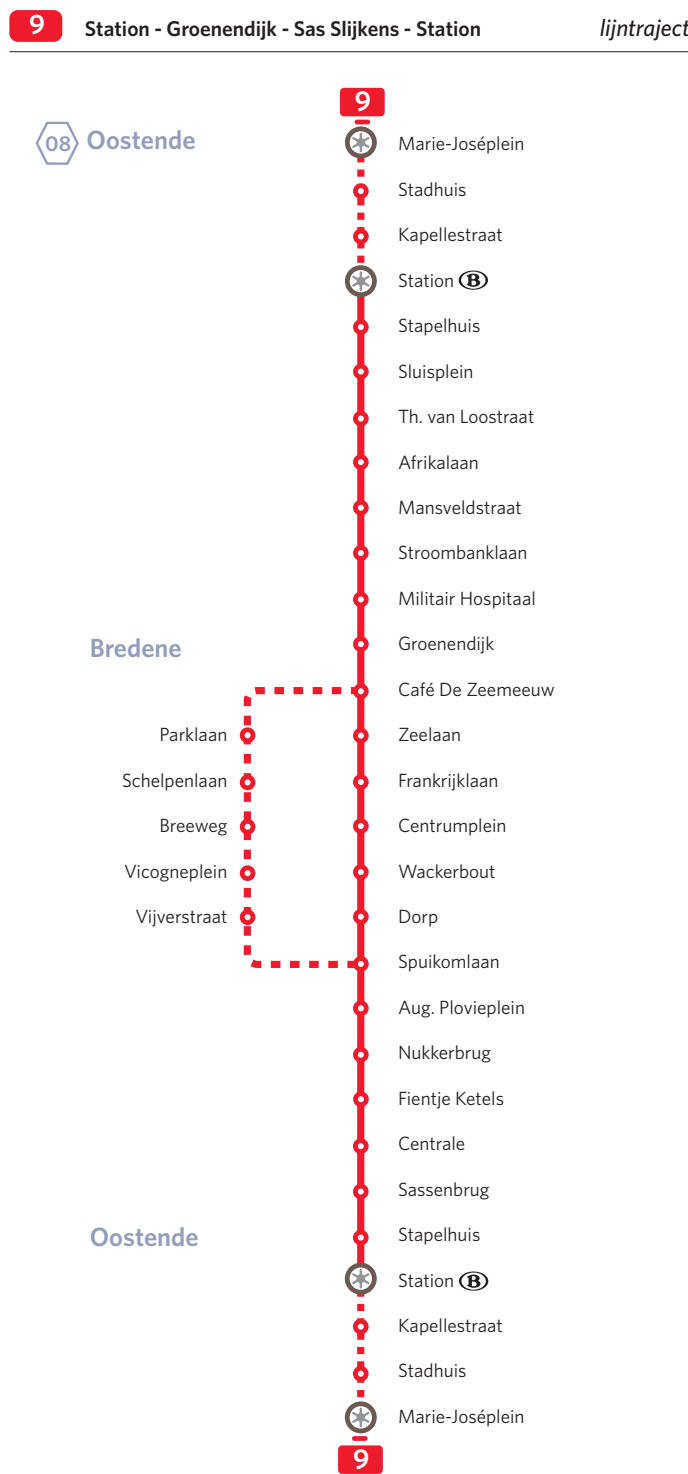 9 Station - Groenendijk - Sas Slijkens - Station lijntraject
9
08 Oostende
Marie-Joséplein
Stadhuis
Kapellestraat
Station B
Stapelhuis
Sluisplein
Th. van Loostraat
Afrikalaan
Mansveldstraat
Stroombanklaan
Militair Hospitaal
Bredene
Groenendijk
Café De Zeemeeuw
Parklaan
Zeelaan
Schelpenlaan
Frankrijklaan
Breeweg
Centrumplein
Vicogneplein
Wackerbout
Vijverstraat
Dorp
Spuikomlaan
Aug. Plovieplein
Nukkerbrug
Fientje Ketels
Centrale
Sassenbrug
Oostende
Stapelhuis
Station B
Kapellestraat
Stadhuis
Marie-Joséplein
9